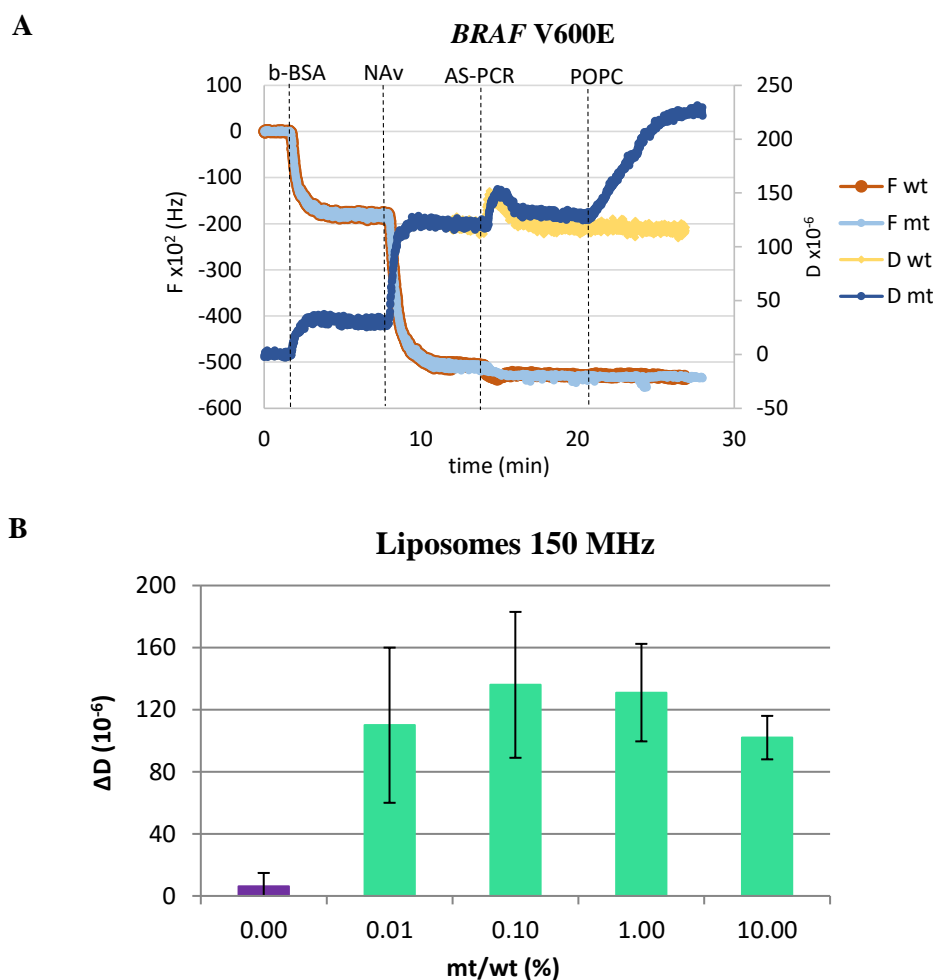 A
BRAF V600E
b-BSA NAv AS-PCR POPC
100
0
-100
-200
-300
-400
-500
-600
F x10² (Hz)
250
200
150
100
50
0
-50
D x10⁻⁶
0 10 20 30
time (min)
F wt
F mt
D wt
D mt
B
Liposomes 150 MHz
200
160
120
80
40
0
ΔD (10⁻⁶)
0.00 0.01 0.10 1.00 10.00
mt/wt (%)